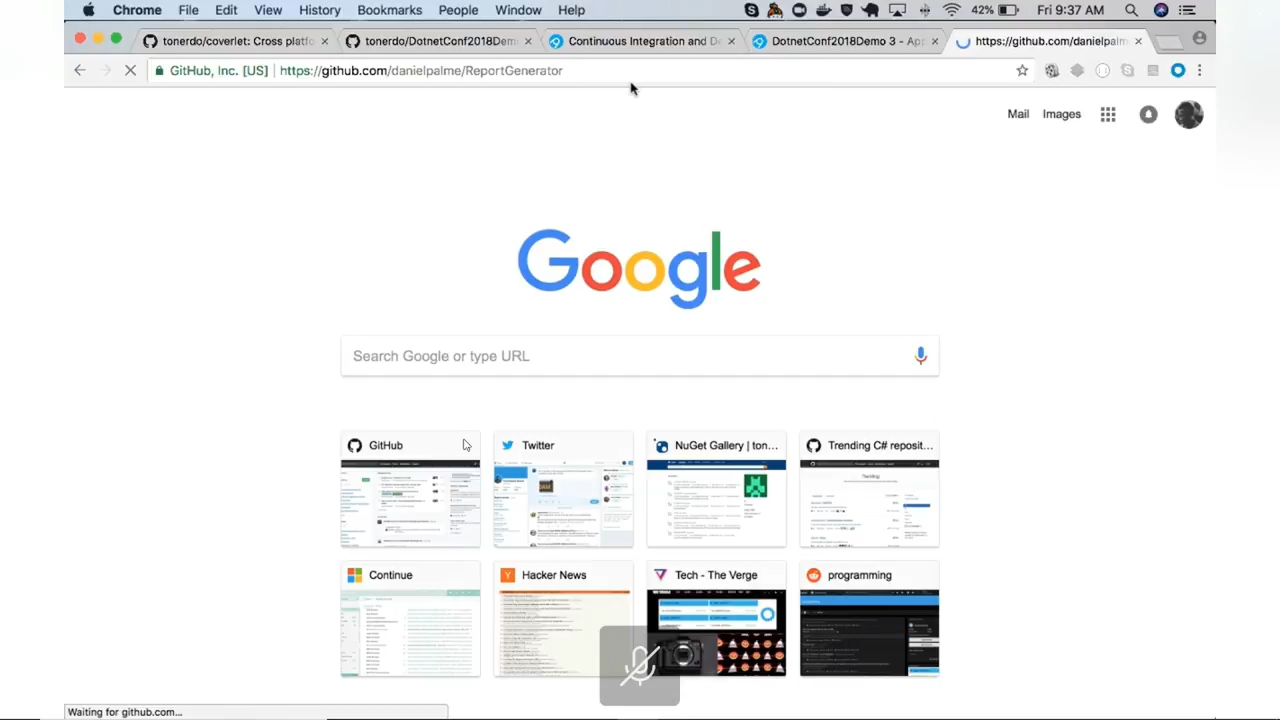 Chrome File Edit View History Bookmarks People Window Help 42% Fri 9:37 AM
tonerdo/coverlet: Cross platfo tonerdo/DotnetConf2018Demo: Continuous Integration and De DotnetConf2018Demo 3 - App https://github.com/danielpalm
GitHub, Inc. [US] https://github.com/danielpalme/ReportGenerator
Mail Images
Google
Search Google or type URL
GitHub Twitter NuGet Gallery | ton... Trending C# reposit...
Continue Hacker News Tech - The Verge programming
Waiting for github.com...